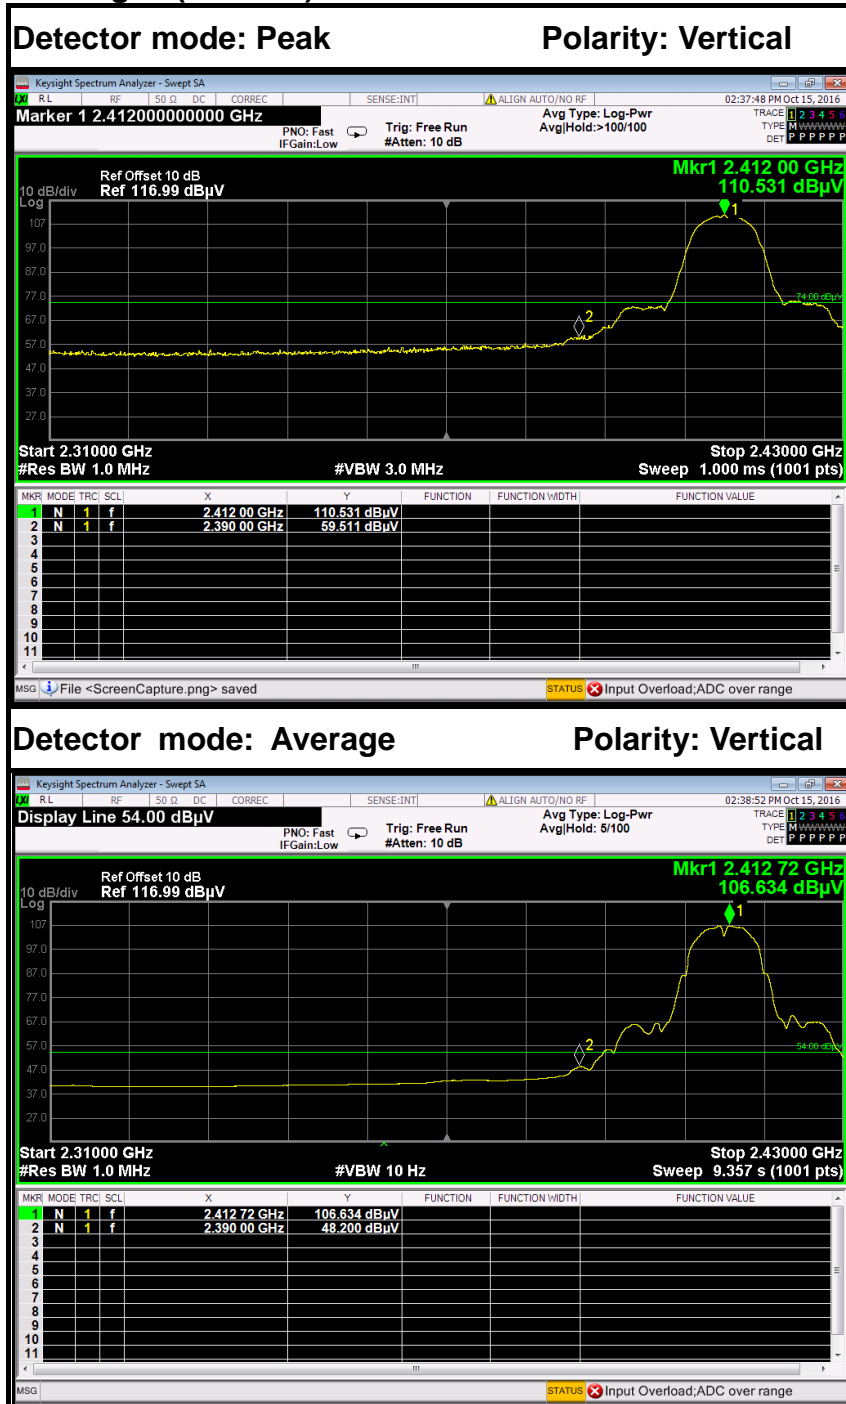 Detector mode: Peak Polarity: Vertical
Keysight Spectrum Analyzer - Swept SA
LXI RL RF 50 Ω DC CORREC SENSE:INT ALIGN AUTO/NO RF 02:37:48 PM Oct 15, 2016
Marker 1 2.412000000000 GHz
PNO: Fast
IFGain:Low
Trig: Free Run
#Atten: 10 dB
Avg Type: Log-Pwr
Avg|Hold:>100/100
TRACE 1 2 3 4 5 6
TYPE M WWWWW
DET P P P P P P
Mkr1 2.412 00 GHz
110.531 dBµV
Ref Offset 10 dB
10 dB/div Ref 116.99 dBµV
Log
1
107
97.0
87.0
77.0
74.00 dBµV
67.0
2
57.0
47.0
37.0
27.0
Start 2.31000 GHz Stop 2.43000 GHz
#Res BW 1.0 MHz #VBW 3.0 MHz Sweep 1.000 ms (1001 pts)
MKR MODE TRC SCL X Y FUNCTION FUNCTION WIDTH FUNCTION VALUE
1 N 1 f 2.412 00 GHz 110.531 dBµV
2 N 1 f 2.390 00 GHz 59.511 dBµV
3
4
5
6
7
8
9
10
11
MSG File <ScreenCapture.png> saved STATUS Input Overload;ADC over range
Detector mode: Average Polarity: Vertical
Keysight Spectrum Analyzer - Swept SA
LXI RL RF 50 Ω DC CORREC SENSE:INT ALIGN AUTO/NO RF 02:38:52 PM Oct 15, 2016
Display Line 54.00 dBµV
PNO: Fast
IFGain:Low
Trig: Free Run
#Atten: 10 dB
Avg Type: Log-Pwr
Avg|Hold: 5/100
TRACE 1 2 3 4 5 6
TYPE M WWWWW
DET P P P P P P
Mkr1 2.412 72 GHz
106.634 dBµV
Ref Offset 10 dB
10 dB/div Ref 116.99 dBµV
Log
1
107
97.0
87.0
77.0
67.0
57.0
2
54.00 dBµV
47.0
37.0
27.0
Start 2.31000 GHz Stop 2.43000 GHz
#Res BW 1.0 MHz #VBW 10 Hz Sweep 9.357 s (1001 pts)
MKR MODE TRC SCL X Y FUNCTION FUNCTION WIDTH FUNCTION VALUE
1 N 1 f 2.412 72 GHz 106.634 dBµV
2 N 1 f 2.390 00 GHz 48.200 dBµV
3
4
5
6
7
8
9
10
11
MSG STATUS Input Overload;ADC over range